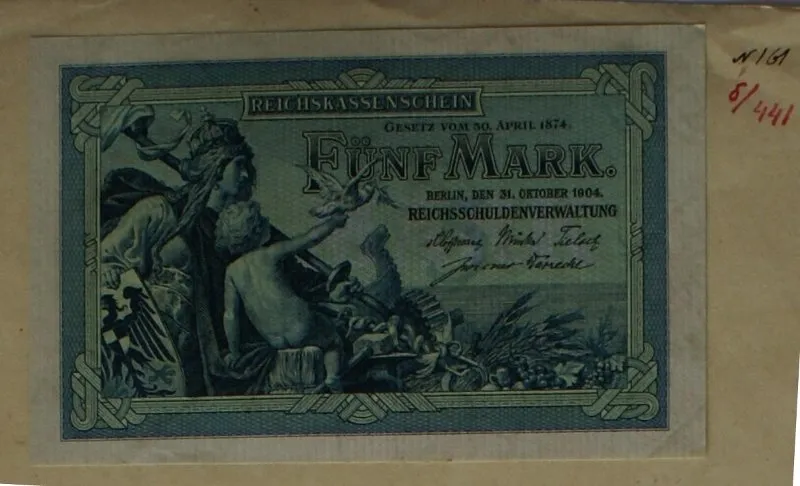 N 161
8/441
REICHSKASSENSCHEIN
GESETZ VOM 30. APRIL 1874.
FÜNF MARK.
BERLIN, DEN 31. OKTOBER 1904.
REICHSSCHULDENVERWALTUNG